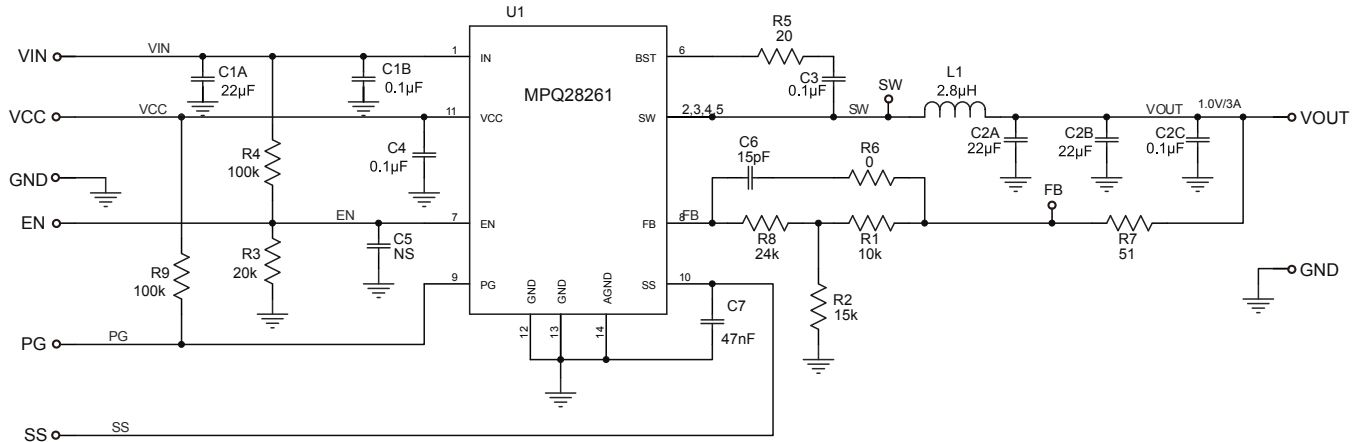 U1
MPQ28261
VIN
VIN
1
IN
C1A
22µF
C1B
0.1µF
VCC
VCC
11
VCC
C4
0.1µF
R4
100k
GND
EN
EN
7
EN
C5
NS
R3
20k
R9
100k
9
PG
PG
PG
SS
SS
GND
12
GND
13
AGND
14
BST
6
R5
20
C3
0.1µF
SW
2,3,4,5
SW
SW
L1
2.8µH
VOUT
1.0V/3A
VOUT
C2A
22µF
C2B
22µF
C2C
0.1µF
C6
15pF
R6
0
FB
8
FB
R8
24k
R1
10k
FB
R7
51
R2
15k
GND
SS
10
C7
47nF